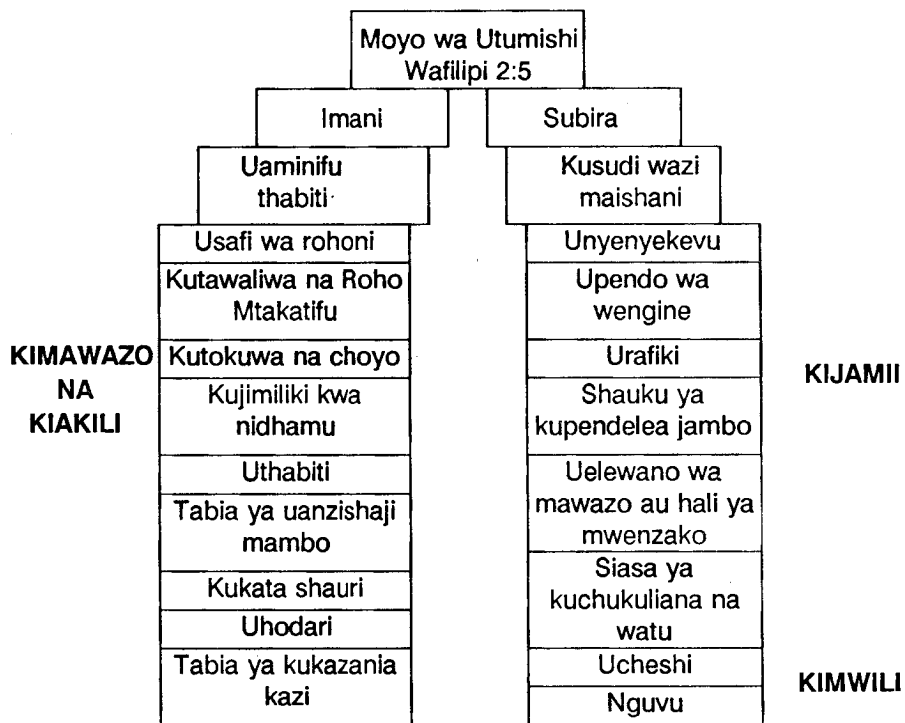 Moyo wa Utumishi
Wafilipi 2:5
Imani
Subira
Uaminifu
thabiti
Kusudi wazi
maishani
KIMAWAZO
NA
KIAKILI
Usafi wa rohoni
Kutawaliwa na Roho
Mtakatifu
Kutokuwa na choyo
Kujimiliki kwa
nidhamu
Uthabiti
Tabia ya uanzishaji
mambo
Kukata shauri
Uhodari
Tabia ya kukazania
kazi
Unyenyekevu
Upendo wa
wengine
Urafiki
Shauku ya
kupendelea jambo
Uelewano wa
mawazo au hali ya
mwenzako
Siasa ya
kuchukuliana na
watu
Ucheshi
Nguvu
KIJAMII
KIMWILI